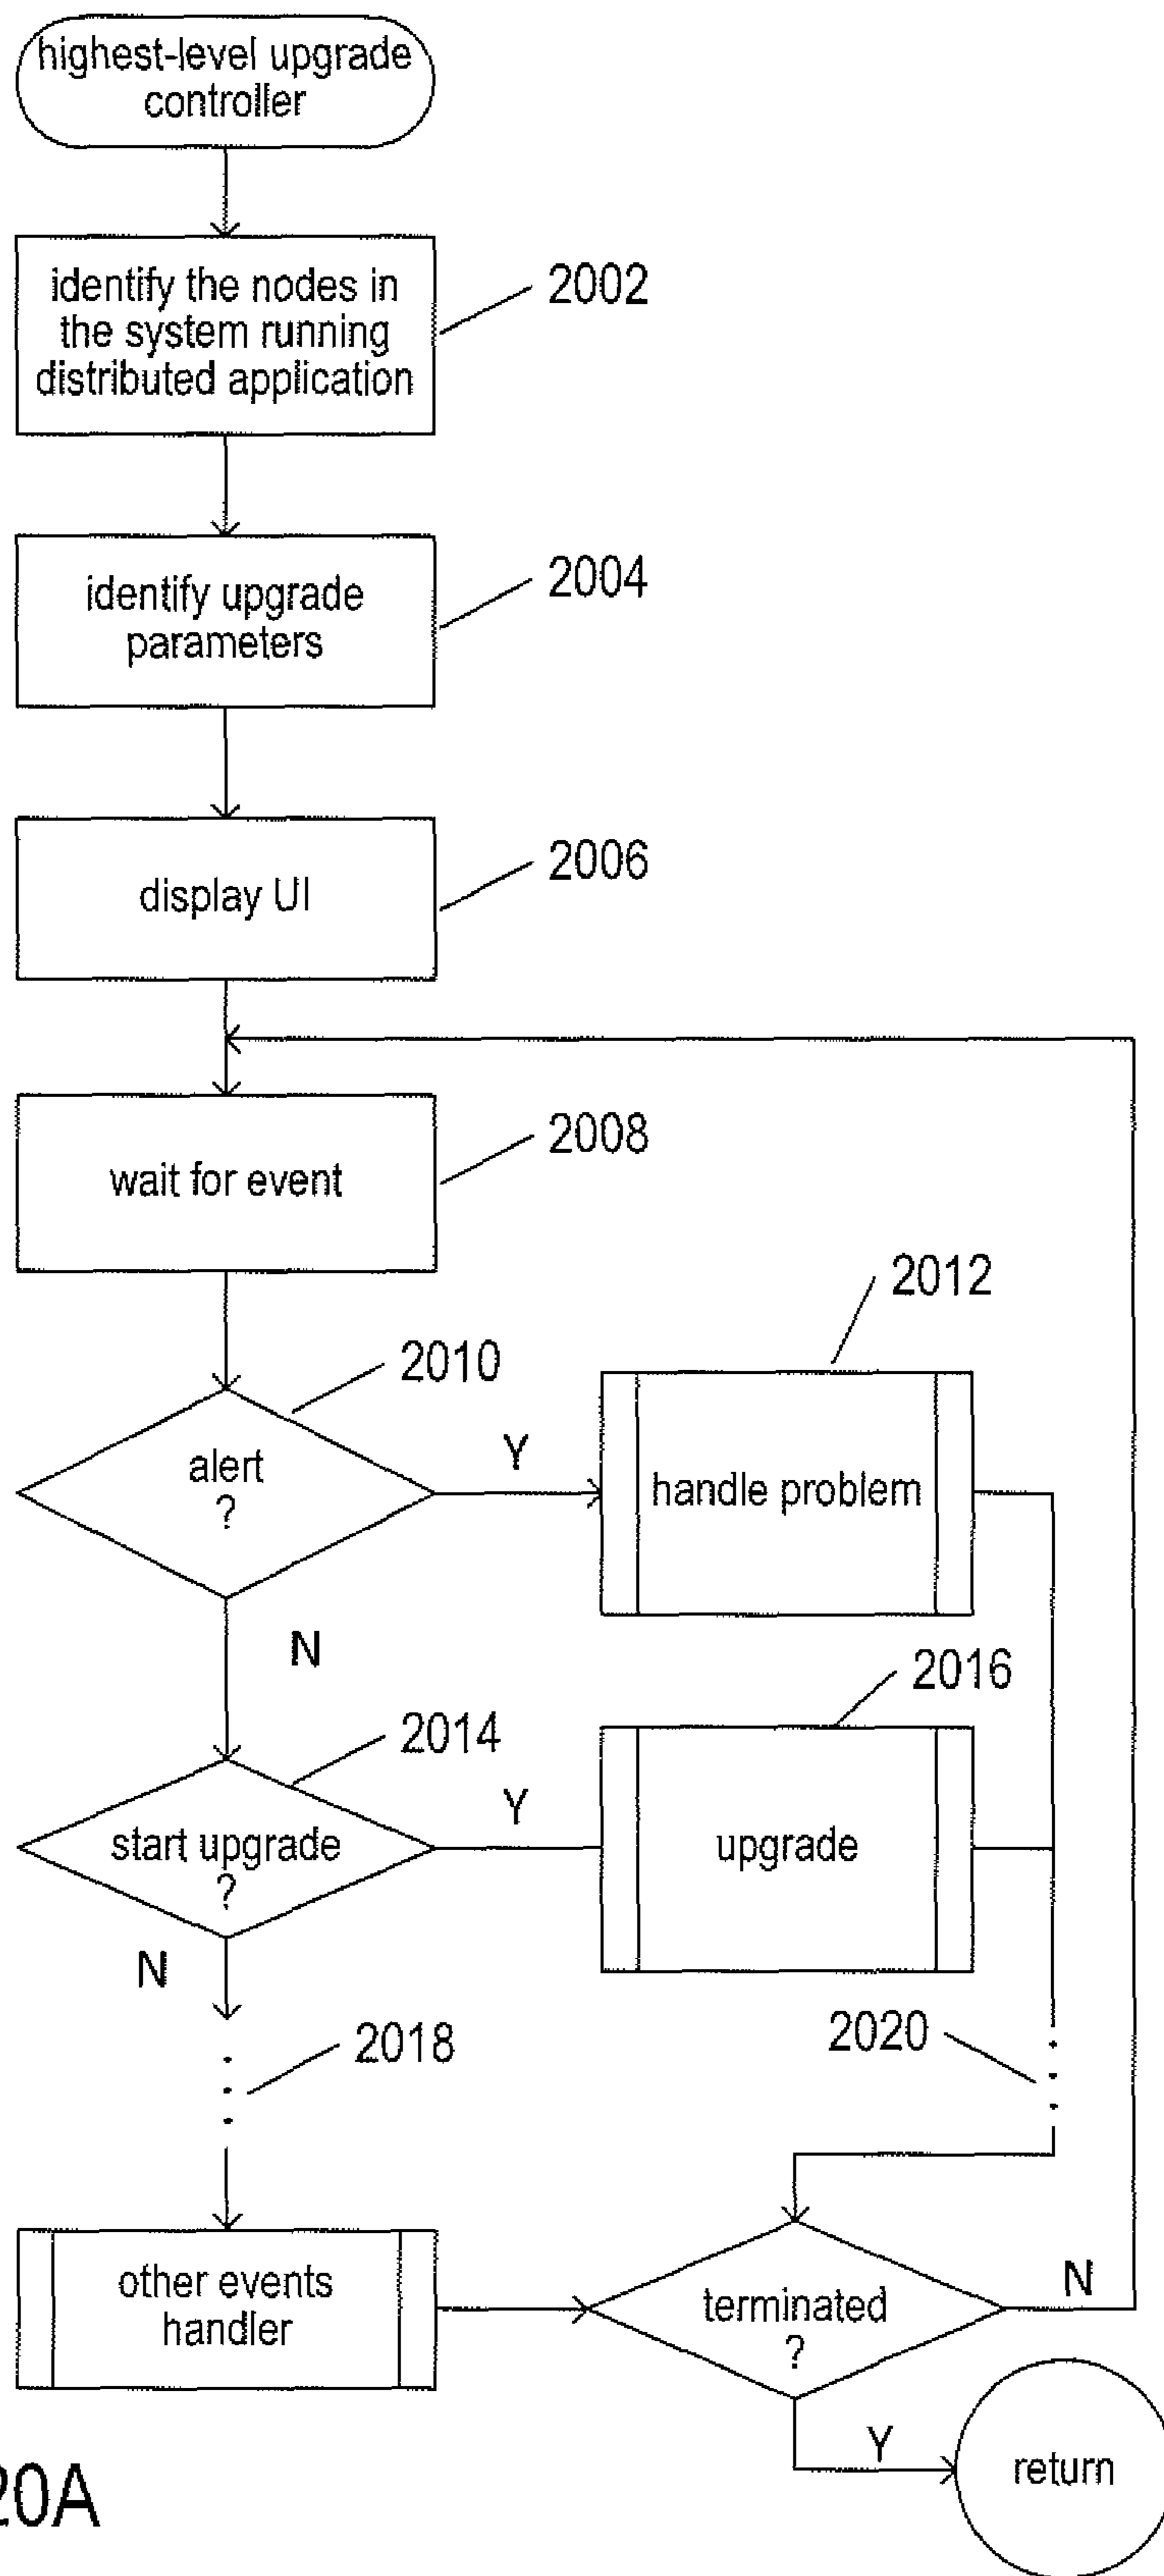 highest-level upgrade
controller
identify the nodes in
the system running
distributed application
2002
identify upgrade
parameters
2004
display UI
2006
wait for event
2008
2012
2010
alert
?
Y
handle problem
N
2016
2014
start upgrade
?
Y
upgrade
N
2018
2020
other events
handler
terminated
?
N
Y
return
20A